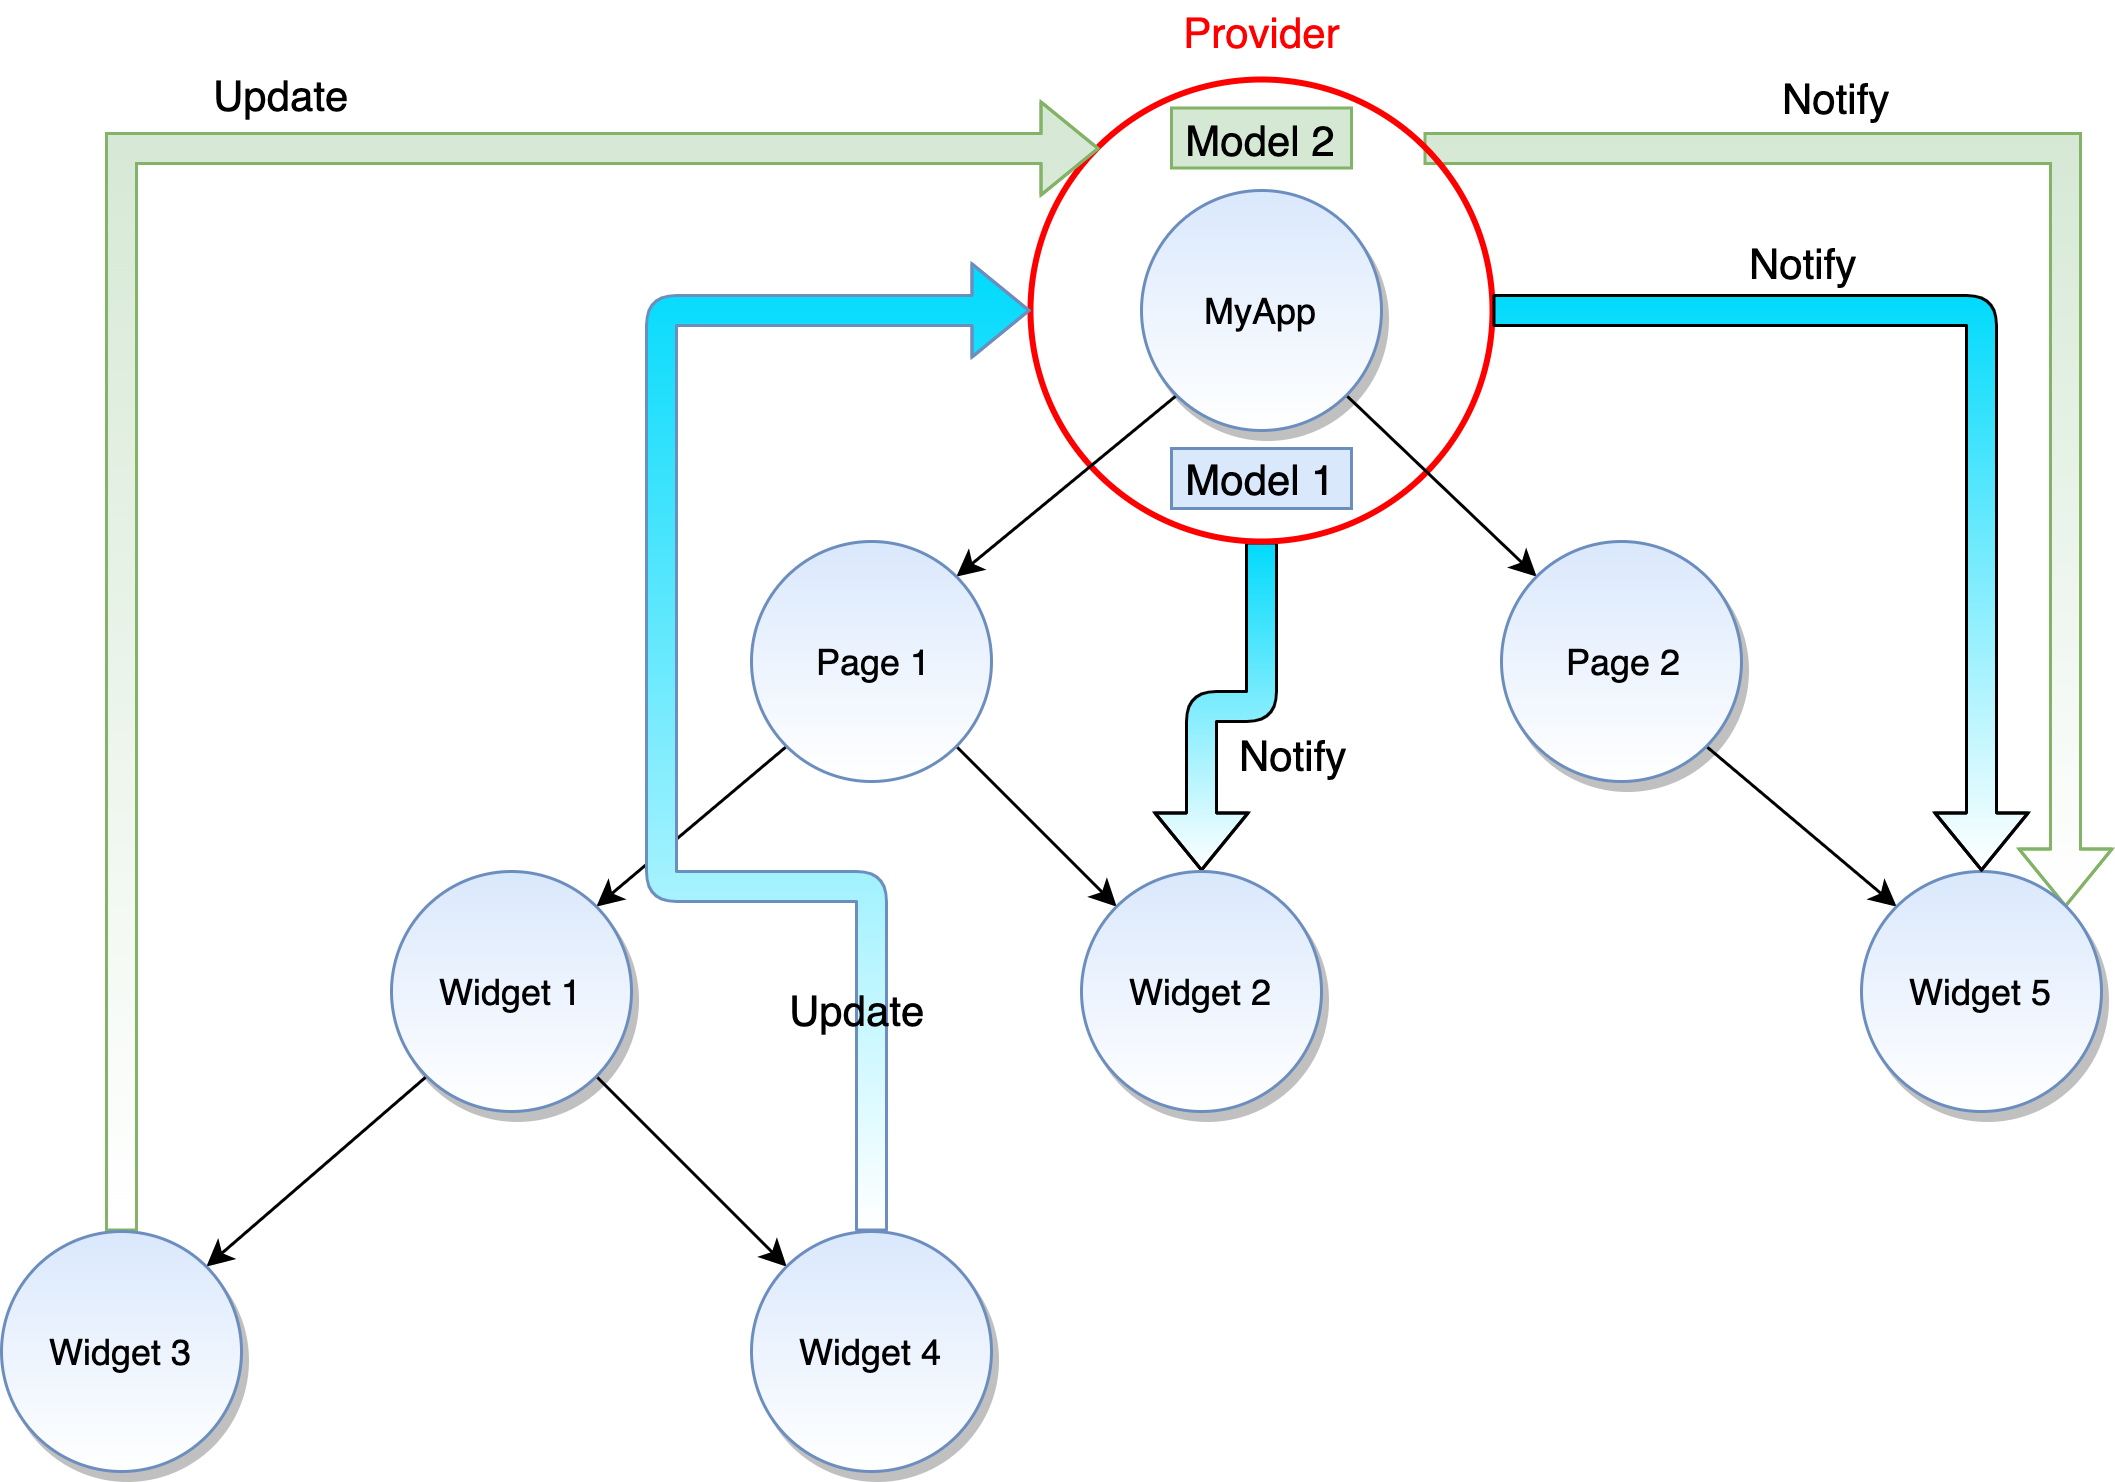 Provider
Update
Model 2
Notify
Notify
MyApp
Model 1
Page 1
Page 2
Notify
Widget 1
Update
Widget 2
Widget 5
Widget 3
Widget 4